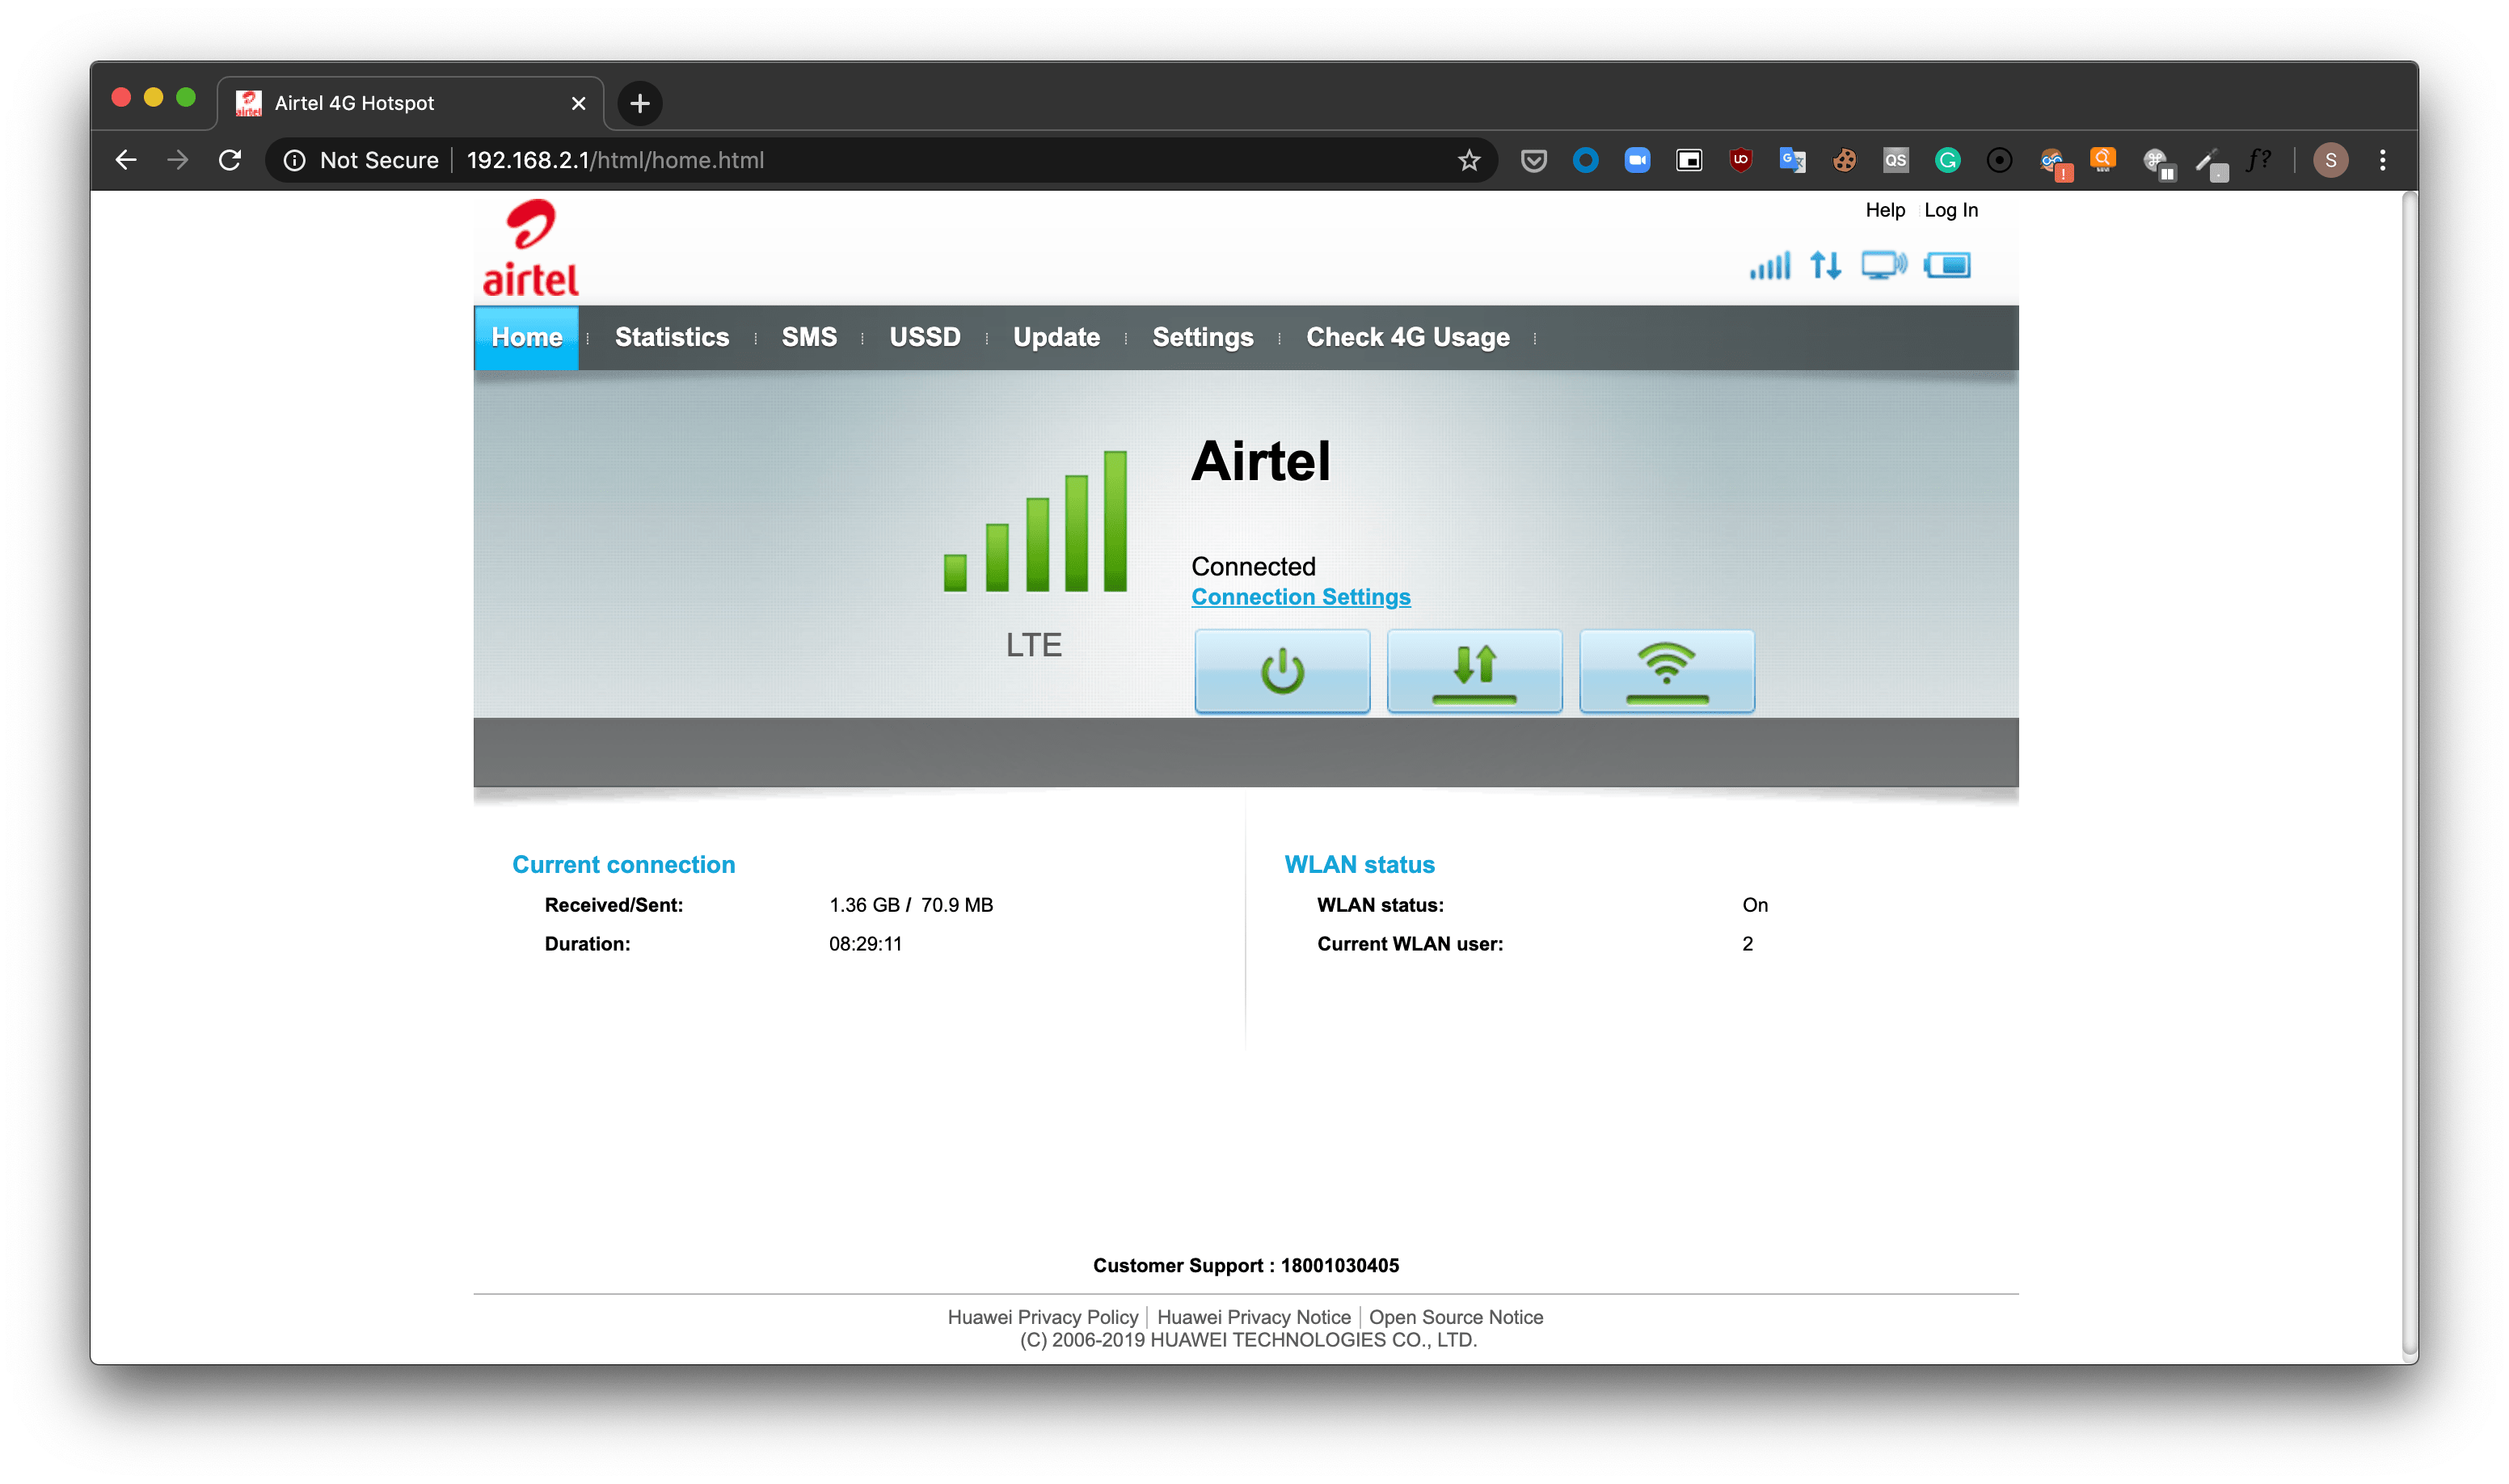 airtel
Airtel 4G Hotspot
Not Secure
192.168.2.1/html/home.html
UO
G
QS
G
!
f?
S
Help Log In
airtel
Home Statistics SMS USSD Update Settings Check 4G Usage
Airtel
Connected
Connection Settings
LTE
Current connection
Received/Sent: 1.36 GB / 70.9 MB
Duration: 08:29:11
WLAN status
WLAN status: On
Current WLAN user: 2
Customer Support : 18001030405
Huawei Privacy Policy Huawei Privacy Notice Open Source Notice
(C) 2006-2019 HUAWEI TECHNOLOGIES CO., LTD.